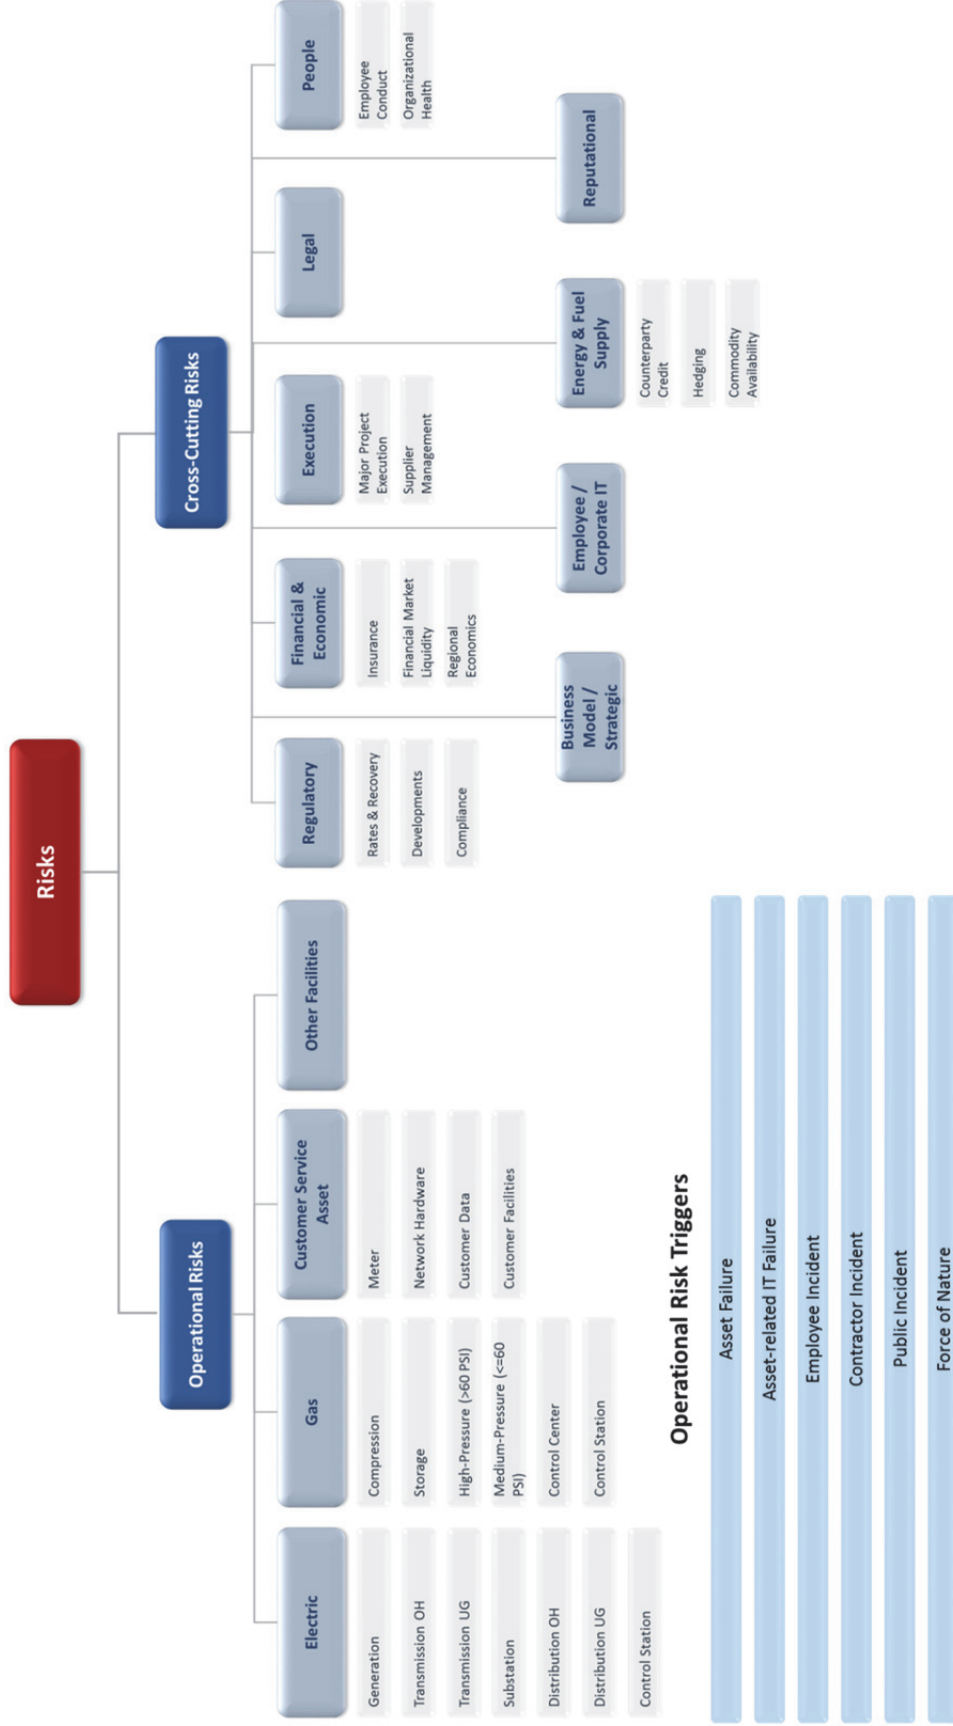 Risks
Operational Risks
Cross-Cutting Risks
Electric
Generation
Transmission OH
Transmission UG
Substation
Distribution OH
Distribution UG
Control Station
Gas
Compression
Storage
High-Pressure (>60 PSI)
Medium-Pressure (<=60
PSI)
Control Center
Control Station
Customer Service
Asset
Meter
Network Hardware
Customer Data
Customer Facilities
Other Facilities
Regulatory
Rates & Recovery
Developments
Compliance
Financial &
Economic
Insurance
Financial Market
Liquidity
Regional
Economics
Execution
Major Project
Execution
Supplier
Management
Legal
People
Employee
Conduct
Organizational
Health
Business
Model /
Strategic
Employee /
Corporate IT
Energy & Fuel
Supply
Counterparty
Credit
Hedging
Commodity
Availability
Reputational
Operational Risk Triggers
Asset Failure
Asset-related IT Failure
Employee Incident
Contractor Incident
Public Incident
Force of Nature